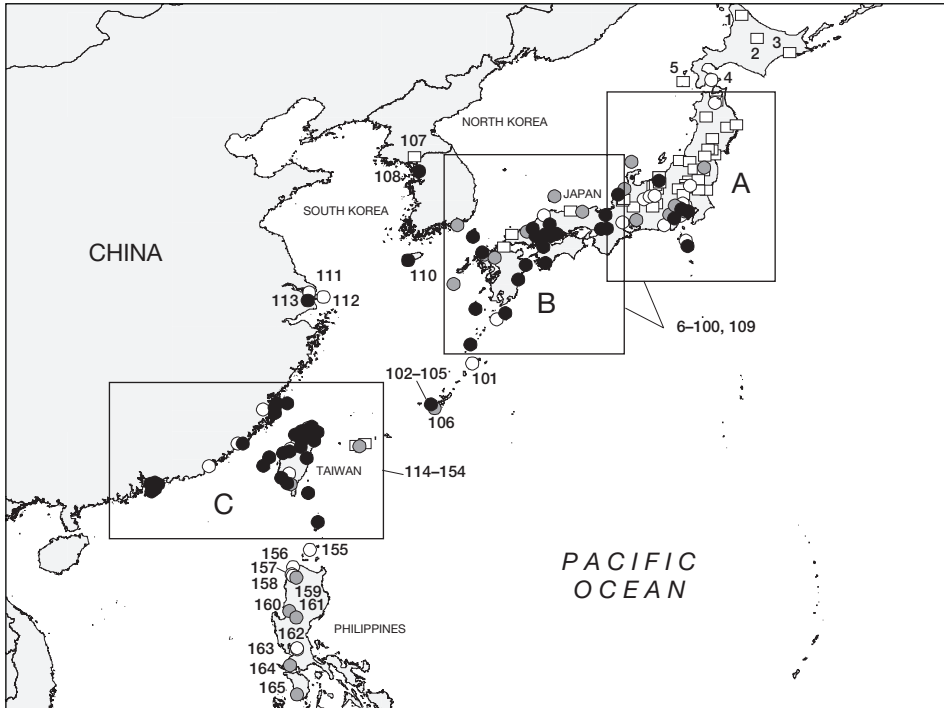 1
2
3
5
4
NORTH KOREA
107
108
A
JAPAN
SOUTH KOREA
CHINA
110
111
113
112
B
6–100, 109
101
102–105
106
TAIWAN
114–154
C
155
156
157
158
159
160
161
162
163
164
165
PHILIPPINES
PACIFIC
OCEAN